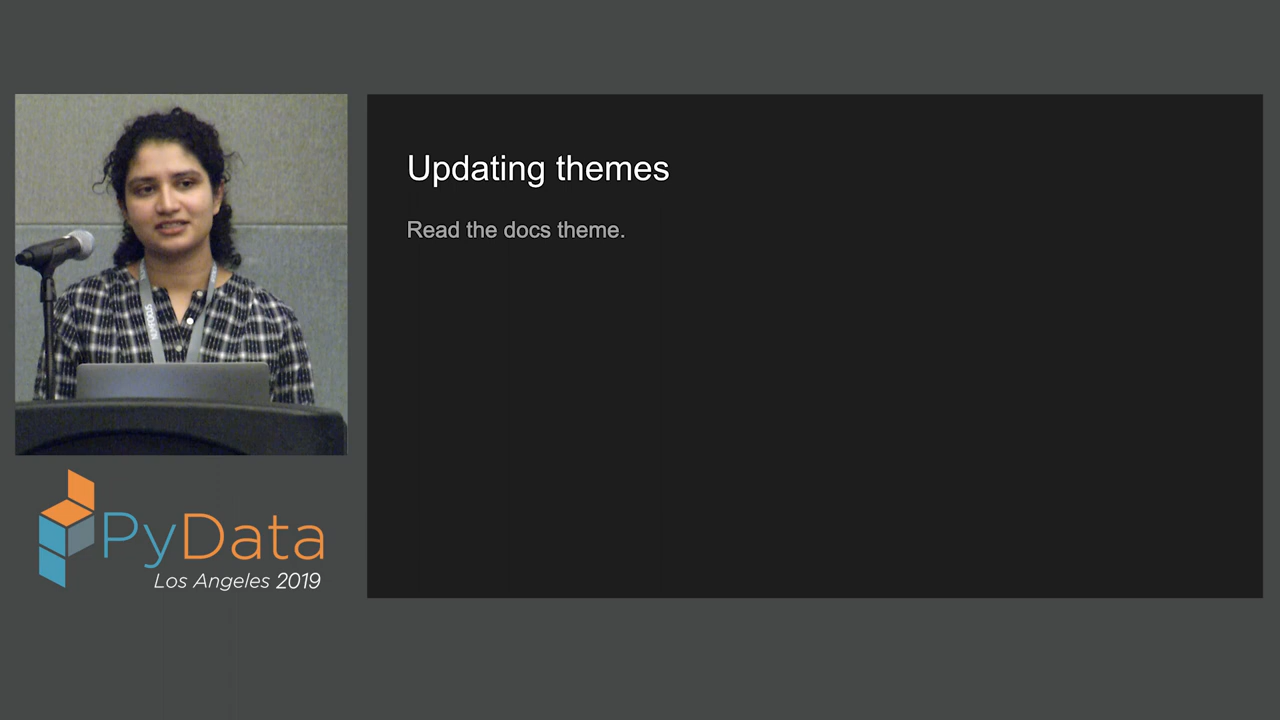 Updating themes
Read the docs theme.
PyData
Los Angeles 2019